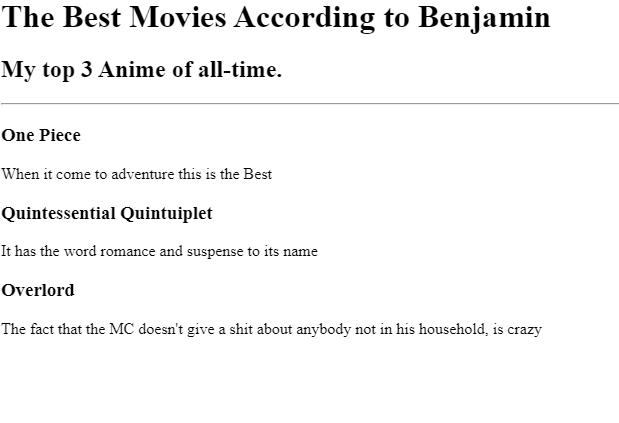 The Best Movies According to Benjamin
My top 3 Anime of all-time.
One Piece
When it come to adventure this is the Best
Quintessential Quintuiplet
It has the word romance and suspense to its name
Overlord
The fact that the MC doesn't give a shit about anybody not in his household, is crazy